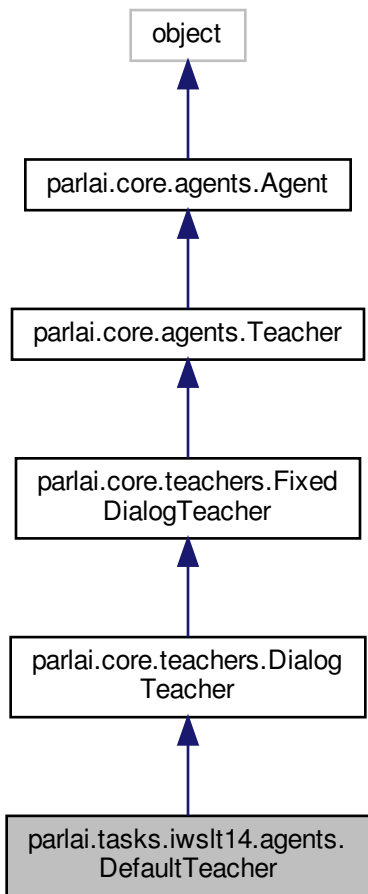 object
parlai.core.agents.Agent
parlai.core.agents.Teacher
parlai.core.teachers.Fixed
DialogTeacher
parlai.core.teachers.Dialog
Teacher
parlai.tasks.iwslt14.agents.
DefaultTeacher